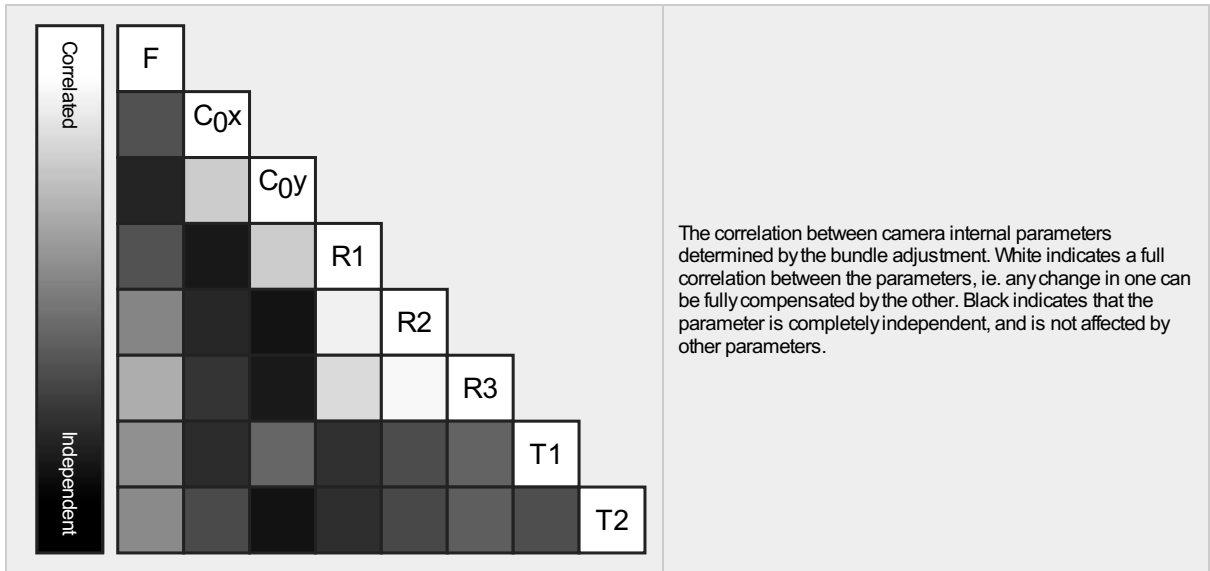 Correlated
Independent
F
C0x
C0y
R1
R2
R3
T1
T2
The correlation between camera internal parameters
determined by the bundle adjustment. White indicates a full
correlation between the parameters, ie. any change in one can
be fully compensated by the other. Black indicates that the
parameter is completely independent, and is not affected by
other parameters.